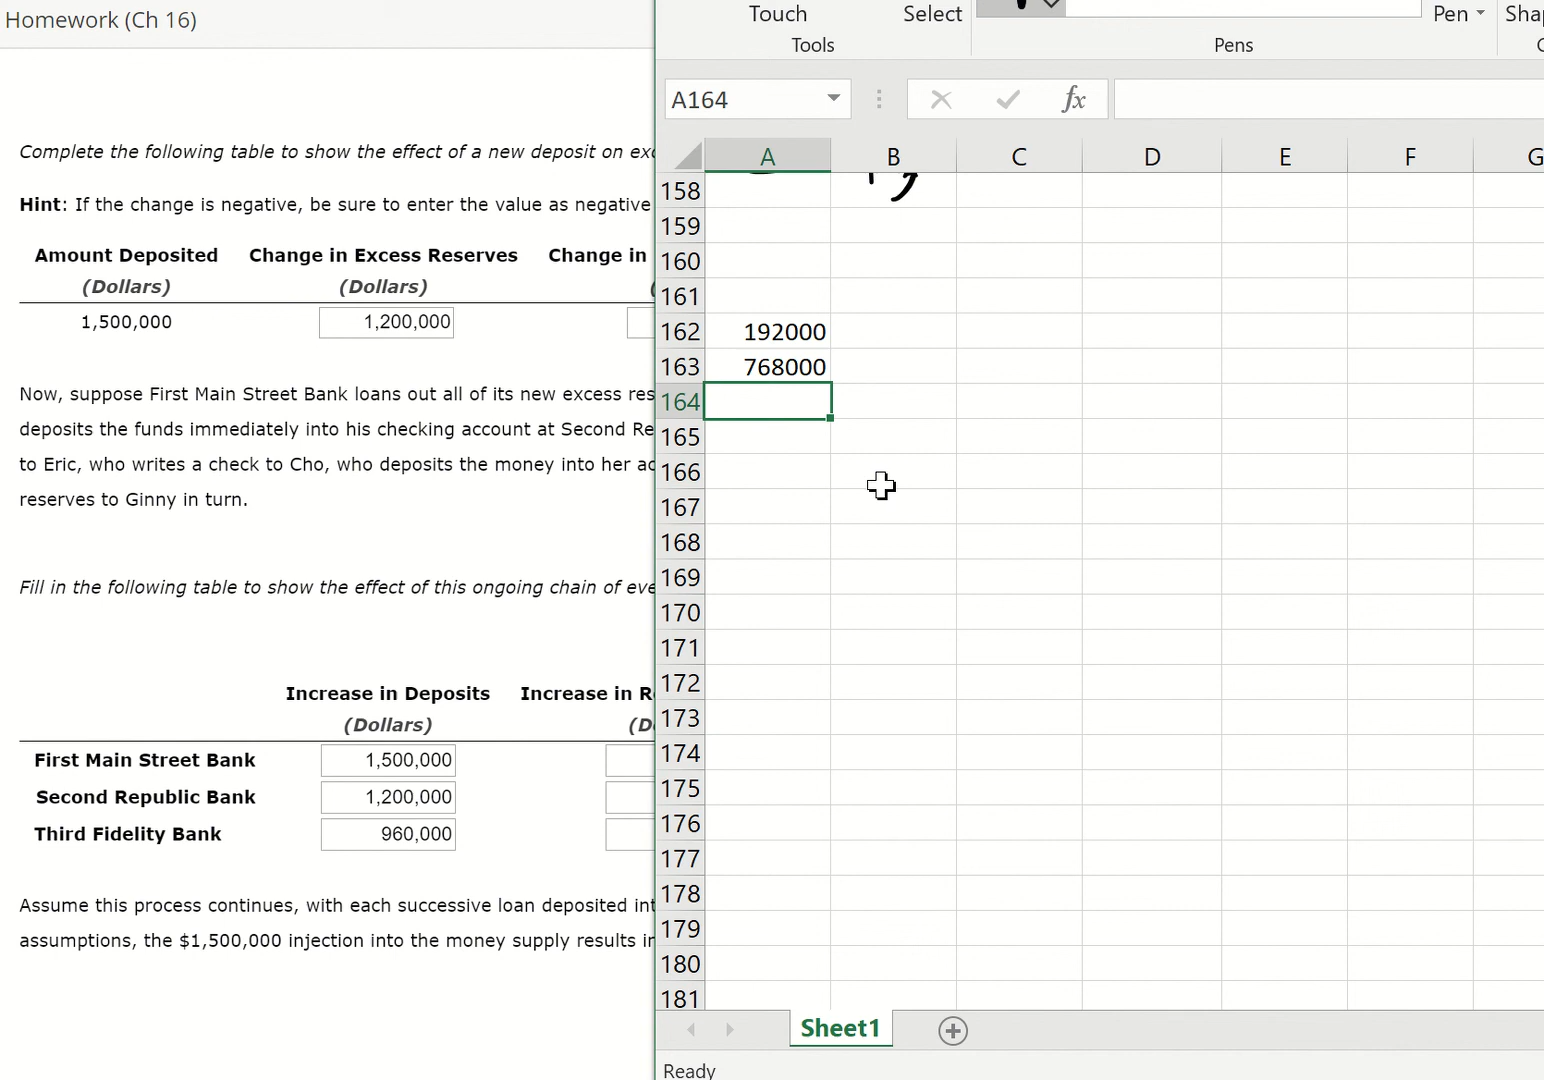 Homework (Ch 16)
Complete the following table to show the effect of a new deposit on exc
Hint: If the change is negative, be sure to enter the value as negative
Amount Deposited Change in Excess Reserves Change in
(Dollars) (Dollars) (
1,500,000 1,200,000
Now, suppose First Main Street Bank loans out all of its new excess res
deposits the funds immediately into his checking account at Second Re
to Eric, who writes a check to Cho, who deposits the money into her ac
reserves to Ginny in turn.
Fill in the following table to show the effect of this ongoing chain of eve
Increase in Deposits Increase in R
(Dollars) (D
First Main Street Bank 1,500,000
Second Republic Bank 1,200,000
Third Fidelity Bank 960,000
Assume this process continues, with each successive loan deposited int
assumptions, the $1,500,000 injection into the money supply results in
Touch Select Pen Shap
Tools Pens
A164 fx
A B C D E F G
158
159
160
161
162 192000
163 768000
164
165
166
167
168
169
170
171
172
173
174
175
176
177
178
179
180
181
Sheet1
Ready